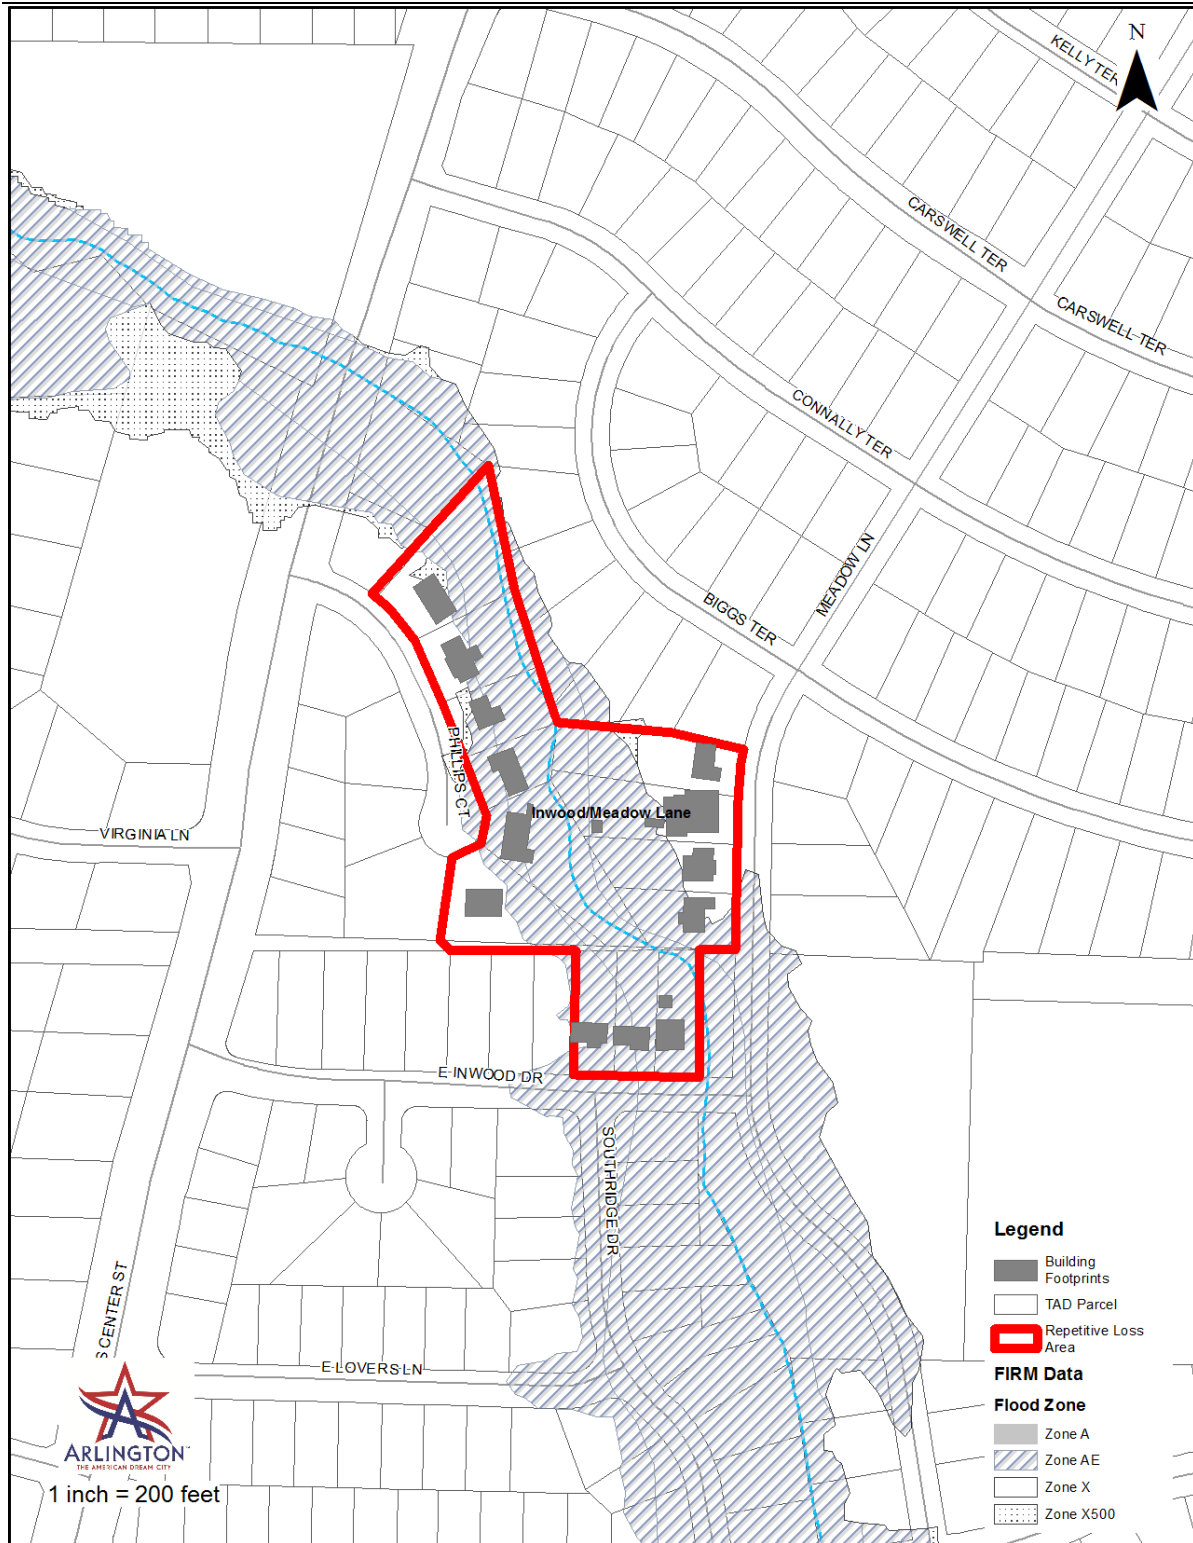 N
KELLY TER
CARSWELL TER
CARSWELL TER
CONNALLY TER
MEADOW LN
BIGGS TER
PHILLIPS CT
Inwood/Meadow Lane
VIRGINIA LN
E INWOOD DR
SOUTHRIDGE DR
S CENTER ST
E LOVERS LN
ARLINGTON
THE AMERICAN DREAM CITY
1 inch = 200 feet
Legend
Building
Footprints
TAD Parcel
Repetitive Loss
Area
FIRM Data
Flood Zone
Zone A
Zone AE
Zone X
Zone X500